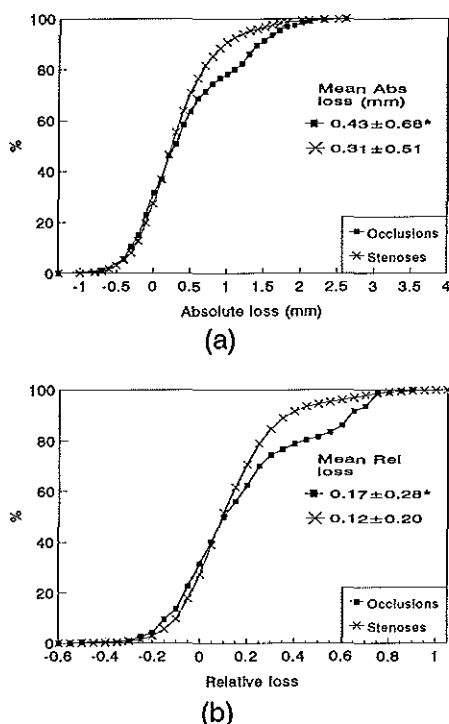 100
80
60
40
20
0
%
Mean Abs
loss (mm)
0.43±0.68*
0.31±0.51
Occlusions
Stenoses
-1 -0.5 0 0.5 1 1.5 2 2.5 3 3.5 4
Absolute loss (mm)
(a)
100
80
60
40
20
0
%
Mean Rel
loss
0.17±0.28*
0.12±0.20
Occlusions
Stenoses
-0.6 -0.4 -0.2 0 0.2 0.4 0.6 0.8 1
Relative loss
(b)